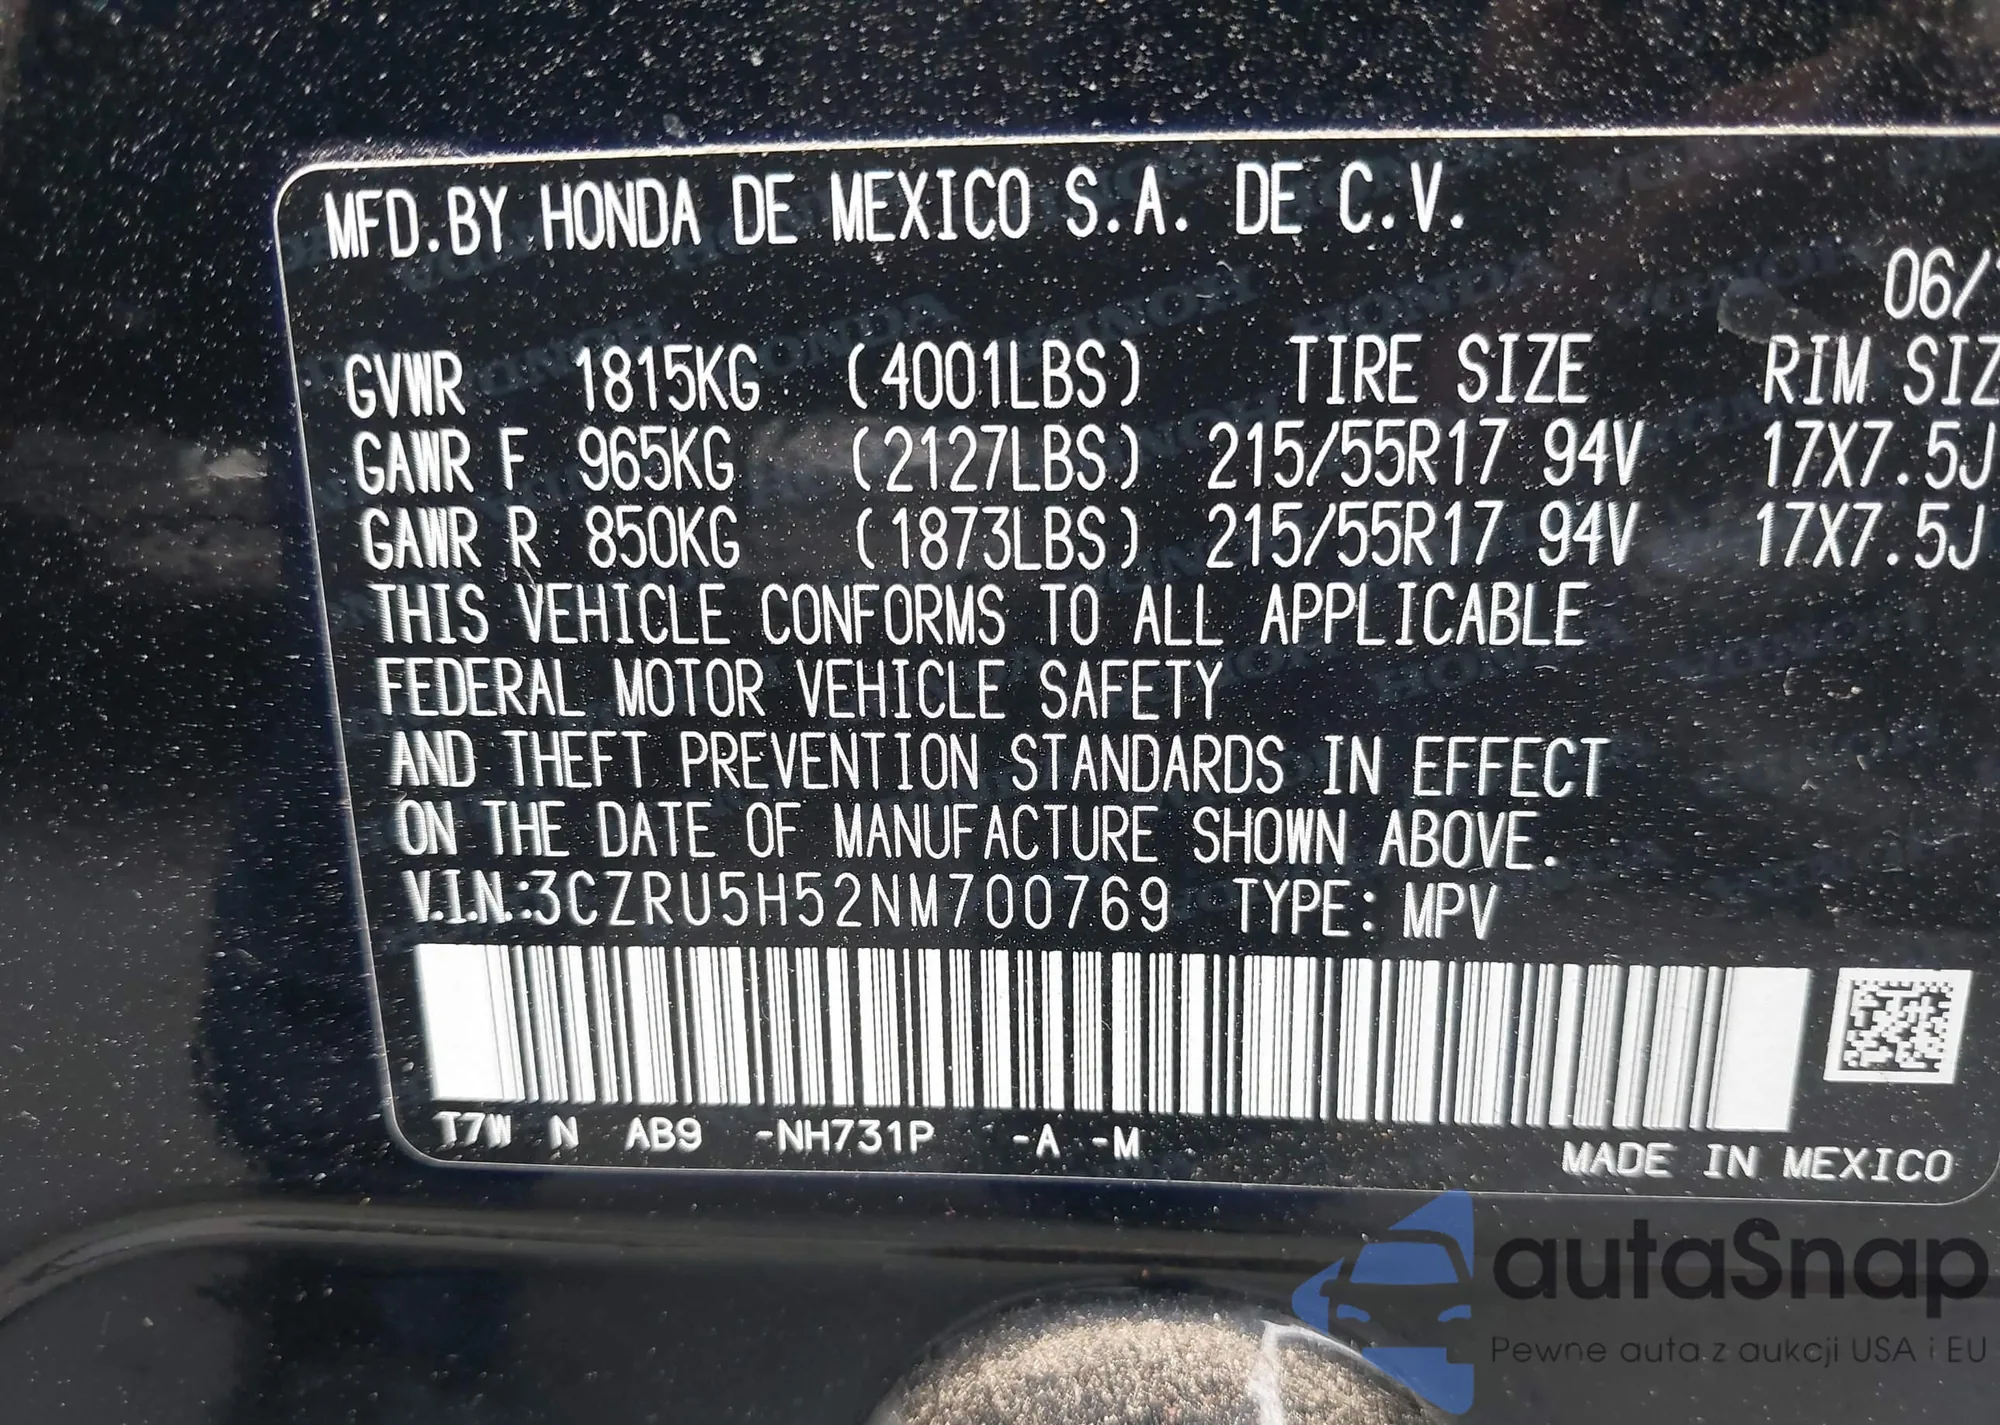 MFD.BY HONDA DE MEXICO S.A. DE C.V.
06/
GVWR 1815KG (4001LBS) TIRE SIZE RIM SIZ
GAWR F 965KG (2127LBS) 215/55R17 94V 17X7.5J
GAWR R 850KG (1873LBS) 215/55R17 94V 17X7.5J
THIS VEHICLE CONFORMS TO ALL APPLICABLE
FEDERAL MOTOR VEHICLE SAFETY
AND THEFT PREVENTION STANDARDS IN EFFECT
ON THE DATE OF MANUFACTURE SHOWN ABOVE.
V.I.N.:3CZRU5H52NM700769 TYPE: MPV
T7W N AB9 -NH731P -A -M
MADE IN MEXICO
autaSnap
Pewne auta z aukcji USA i EU